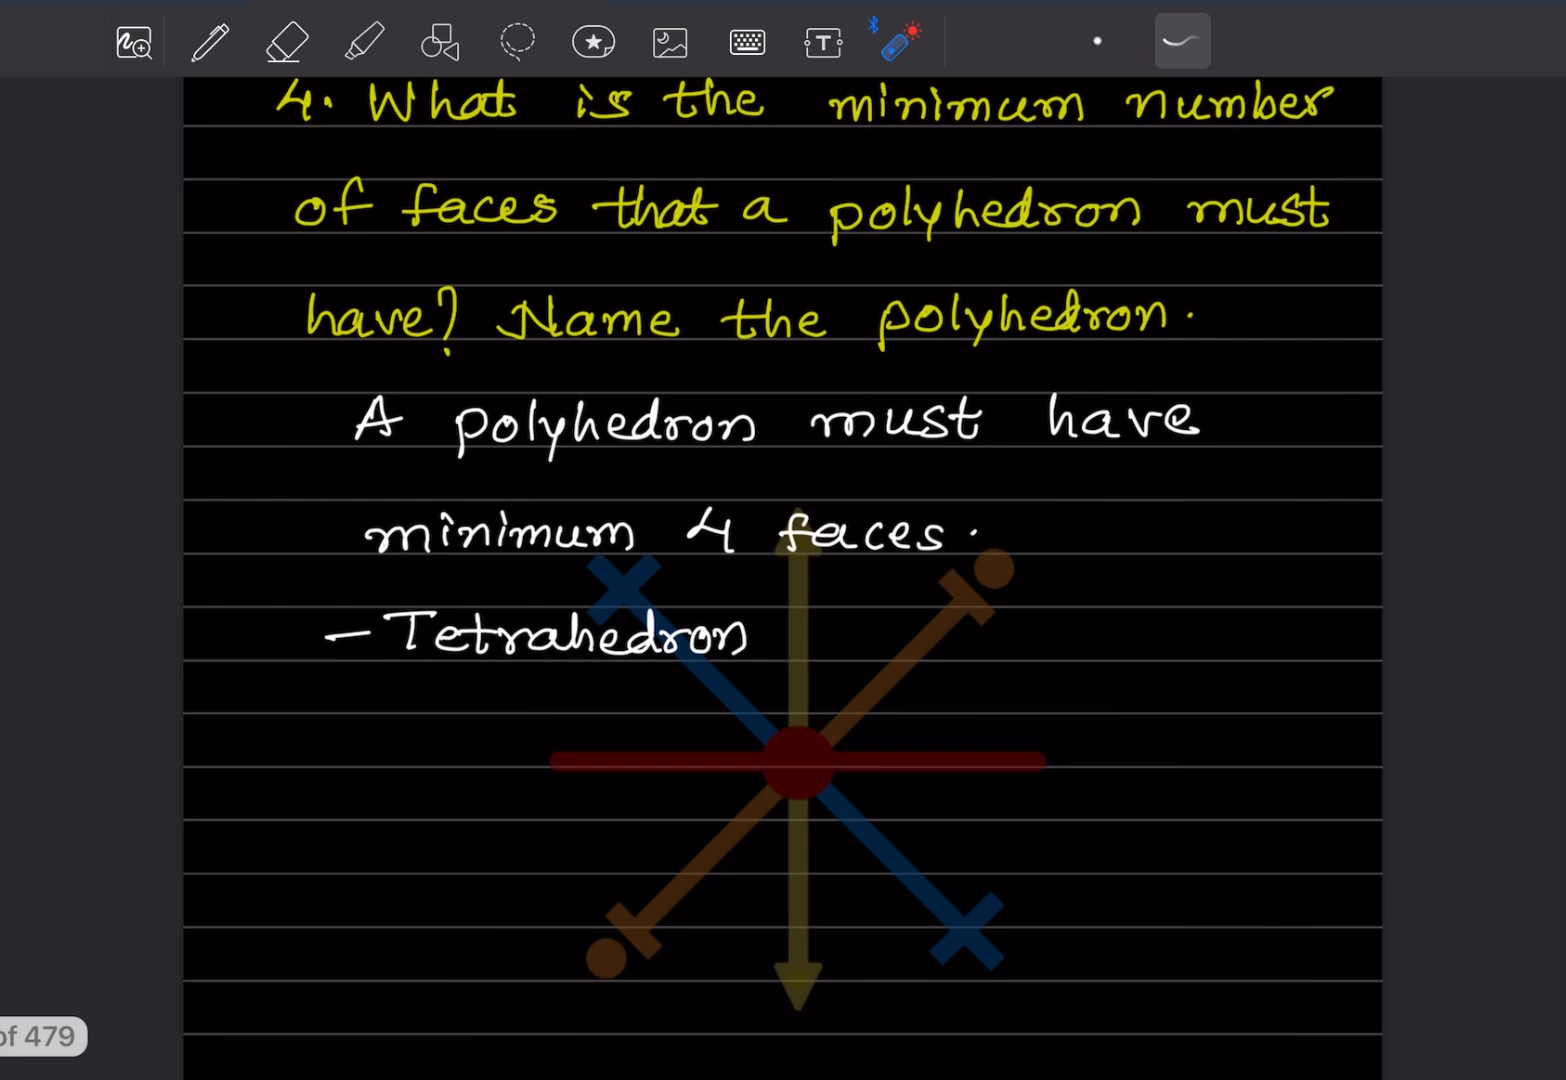 4. What is the minimum number
of faces that a polyhedron must
have? Name the polyhedron.
A polyhedron must have
minimum 4 faces.
- Tetrahedron
of 479